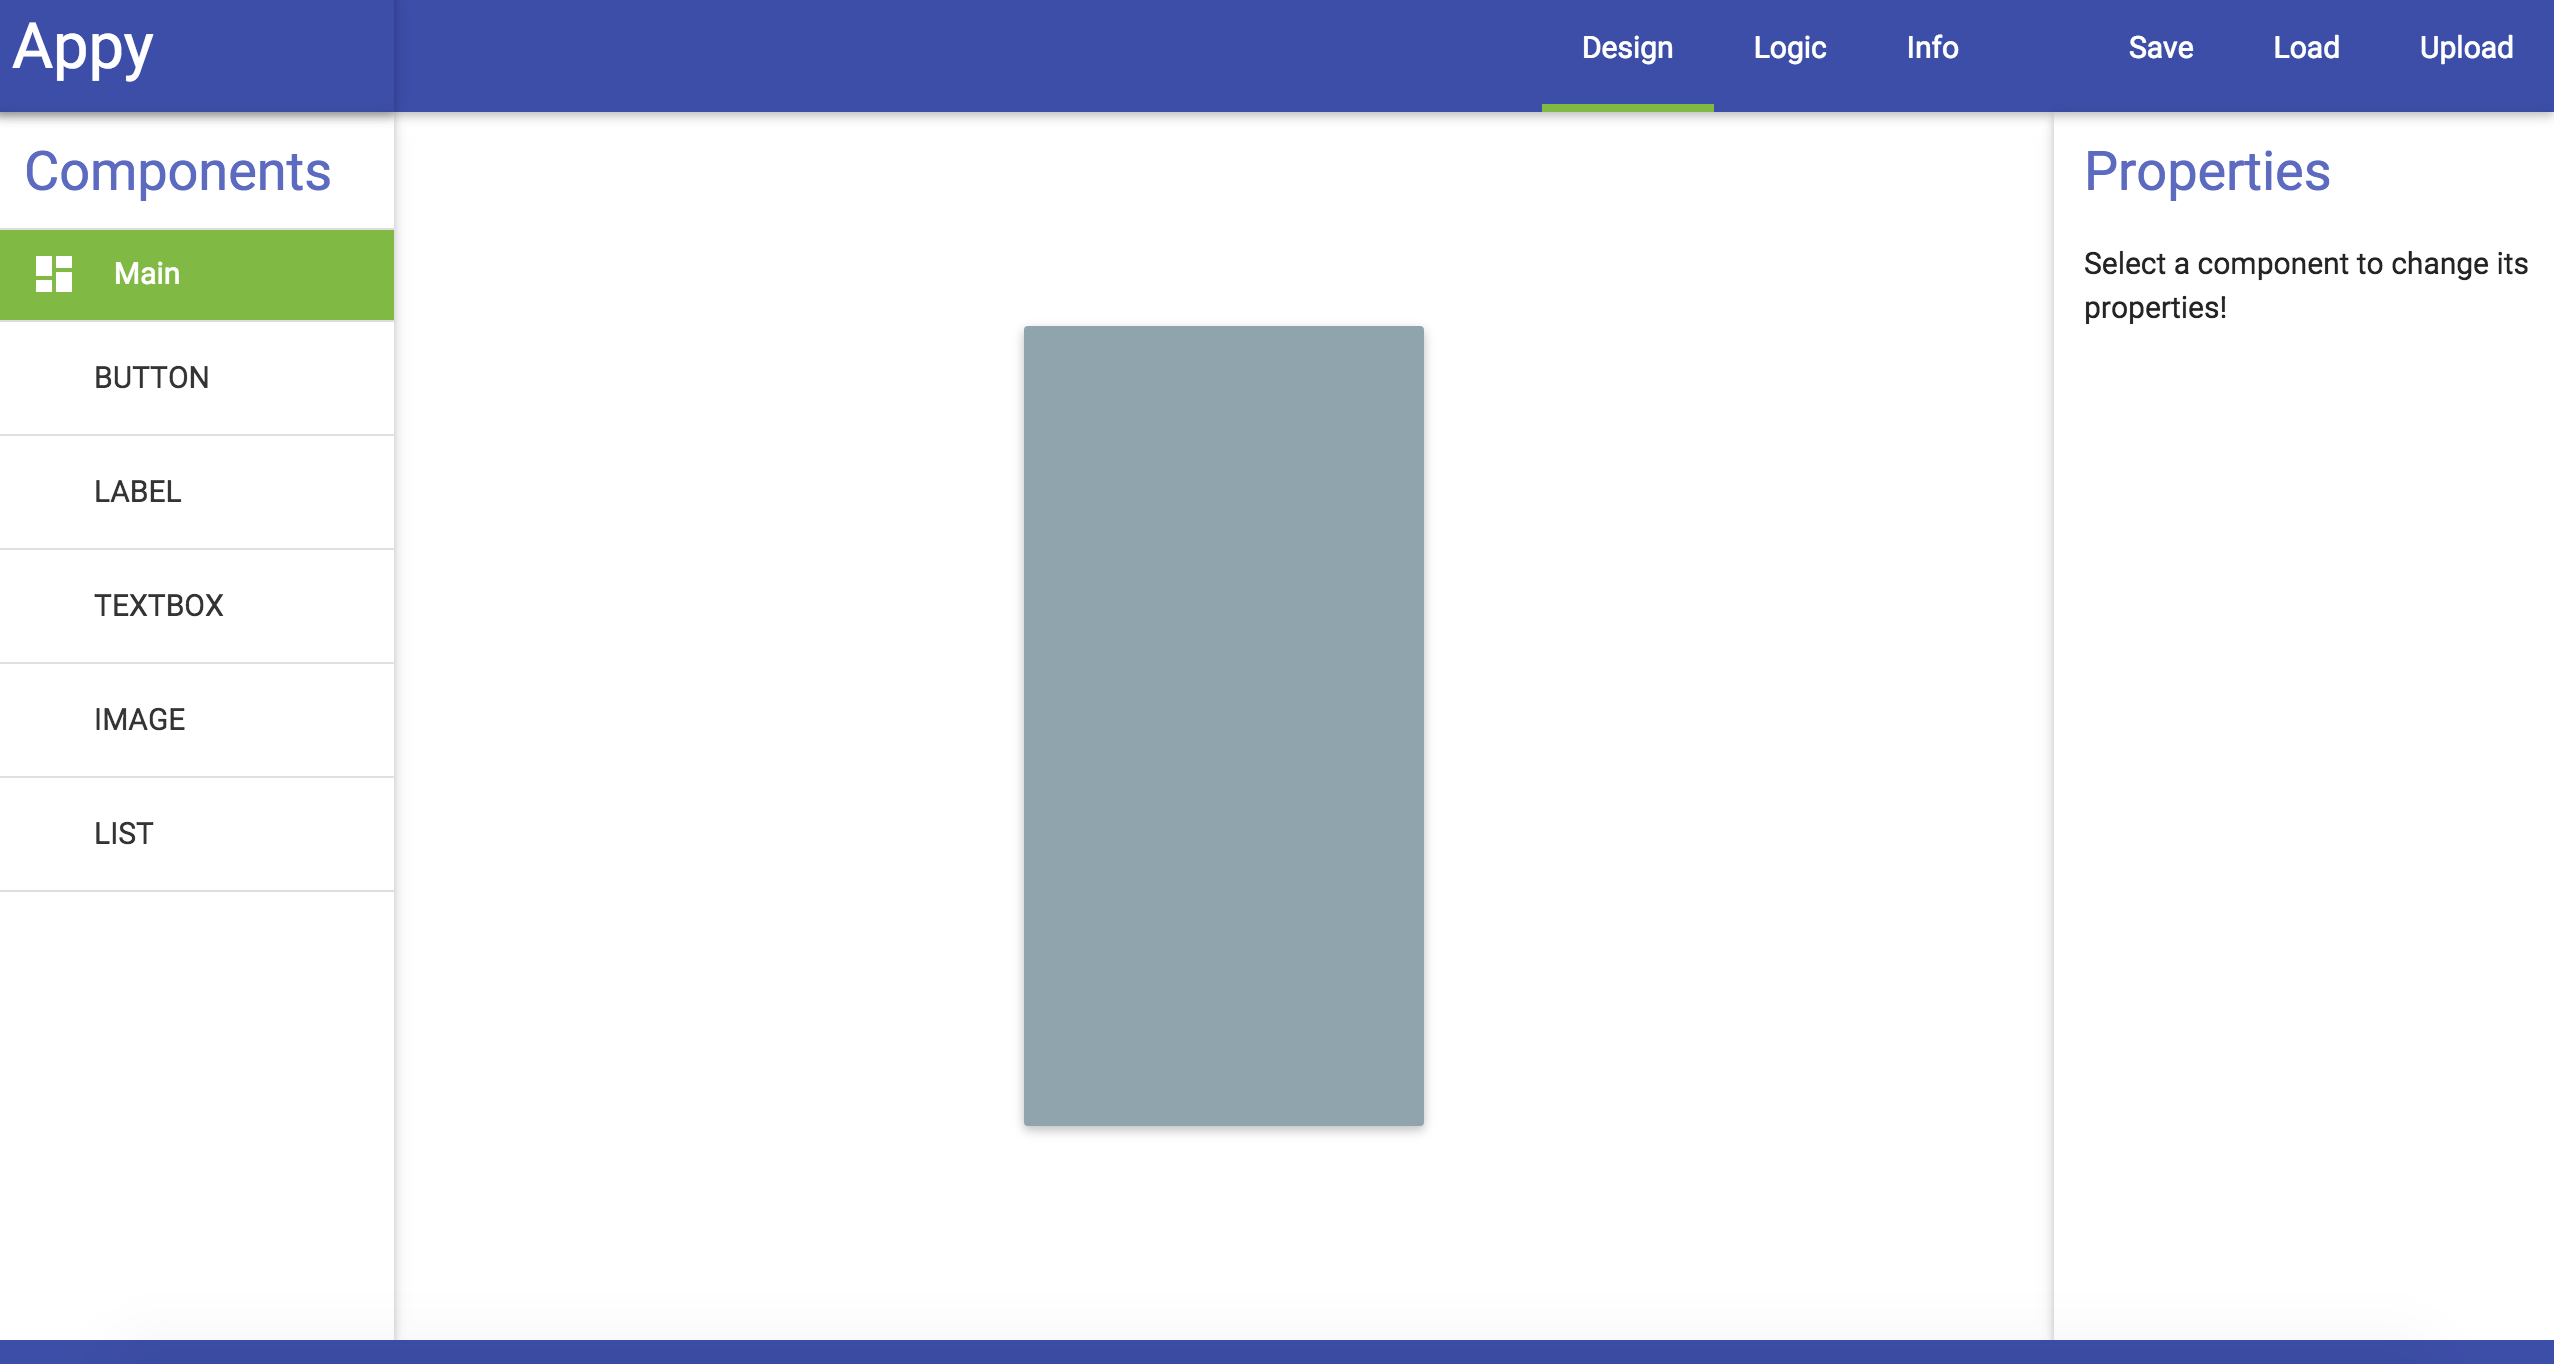 Appy
Design
Logic
Info
Save
Load
Upload
Components
Main
BUTTON
LABEL
TEXTBOX
IMAGE
LIST
Properties
Select a component to change its
properties!